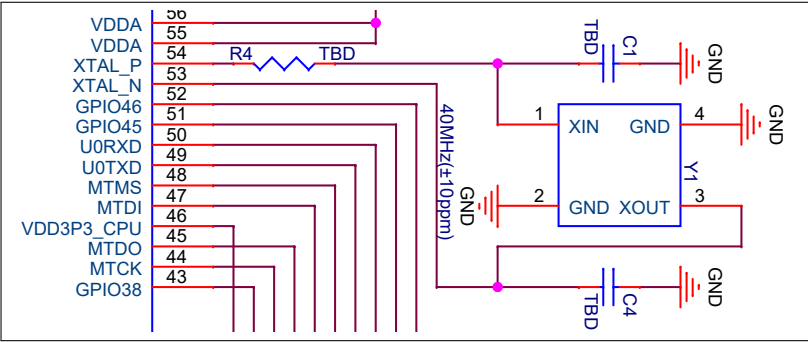 56
VDDA
55
VDDA
54
XTAL_P
R4
TBD
53
XTAL_N
52
GPIO46
51
GPIO45
50
U0RXD
49
U0TXD
48
MTMS
47
MTDI
46
VDD3P3_CPU
45
MTDO
44
MTCK
43
GPIO38
TBD
C1
GND
40MHz(±10ppm)
1
XIN
GND
4
GND
Y1
GND
2
GND
XOUT
3
TBD
C4
GND